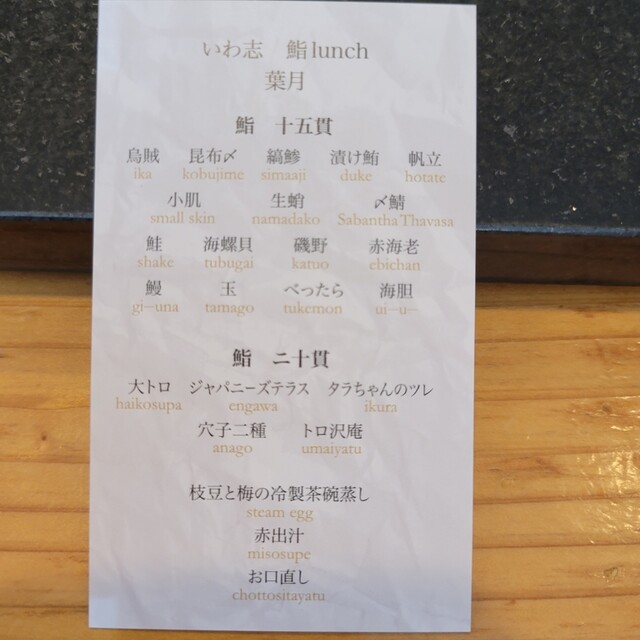 いわ志　鮨lunch
葉月
鮨　十五貫
烏賊　昆布〆　縞鯵　漬け鮪　帆立
ika　kobujime　simaaji　duke　hotate
小肌　生蛸　〆鯖
small skin　namadako　Sabantha Thavasa
鮭　海螺貝　磯野　赤海老
shake　tubugai　katuo　ebichan
鰻　玉　べったら　海胆
gi−una　tamago　tukemon　ui−u−
鮨　二十貫
大トロ　ジャパニーズテラス　タラちゃんのツレ
haikosupa　engawa　ikura
穴子二種　トロ沢庵
anago　umaiyatu
枝豆と梅の冷製茶碗蒸し
steam egg
赤出汁
misosupe
お口直し
chottositayatu